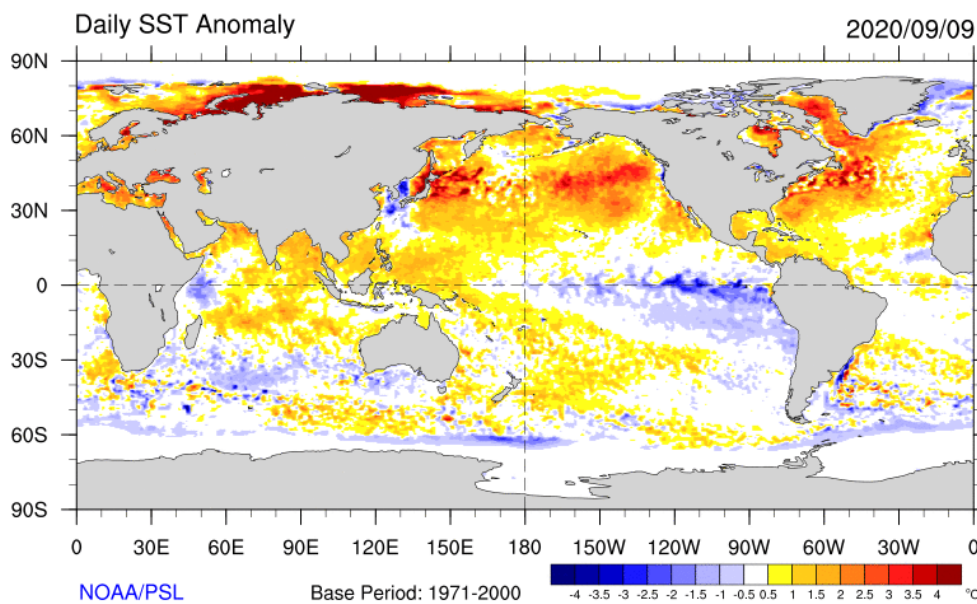 Daily SST Anomaly 2020/09/09
90N
60N
30N
0
30S
60S
90S
0 30E 60E 90E 120E 150E 180 150W 120W 90W 60W 30W 0
NOAA/PSL Base Period: 1971-2000
-4 -3.5 -3 -2.5 -2 -1.5 -1 -0.5 0.5 1 1.5 2 2.5 3 3.5 4 °C